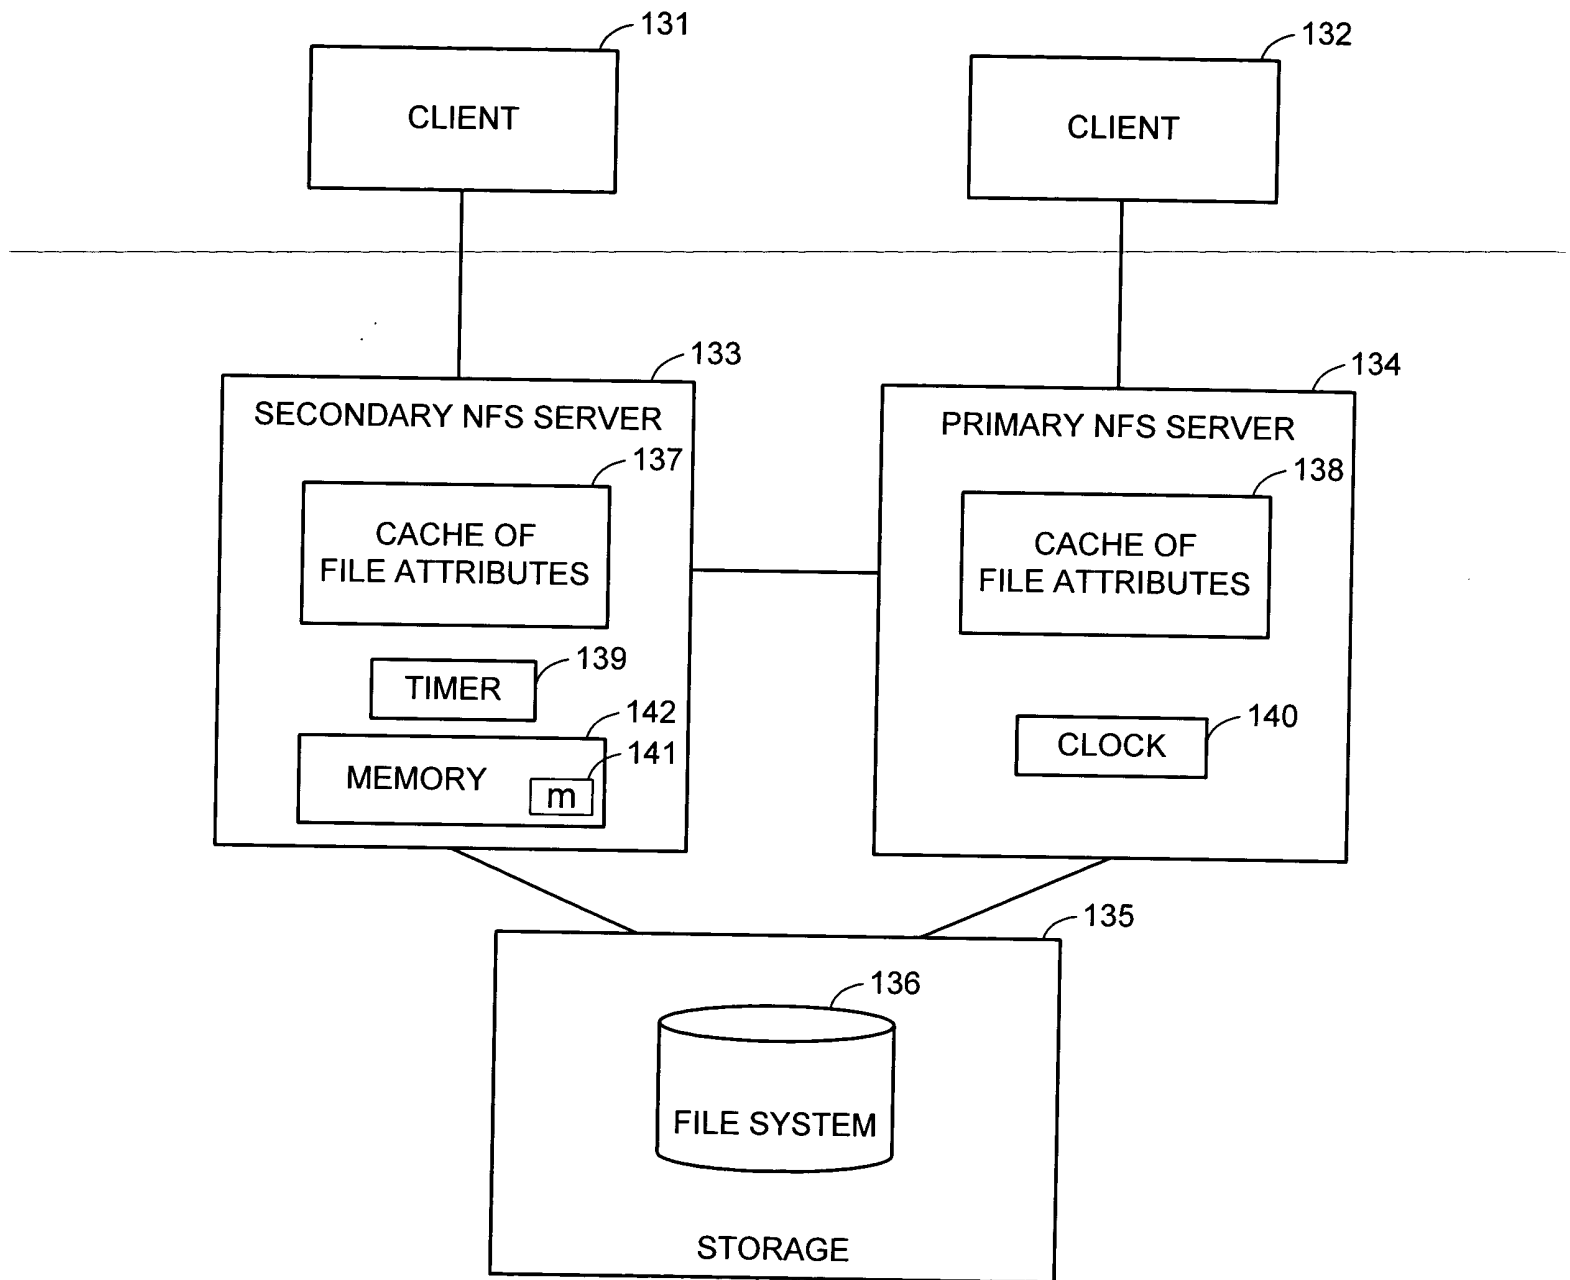 131
132
CLIENT
CLIENT
133
134
SECONDARY NFS SERVER
PRIMARY NFS SERVER
137
138
CACHE OF
FILE ATTRIBUTES
CACHE OF
FILE ATTRIBUTES
139
TIMER
140
CLOCK
142
141
MEMORY
m
135
136
FILE SYSTEM
STORAGE